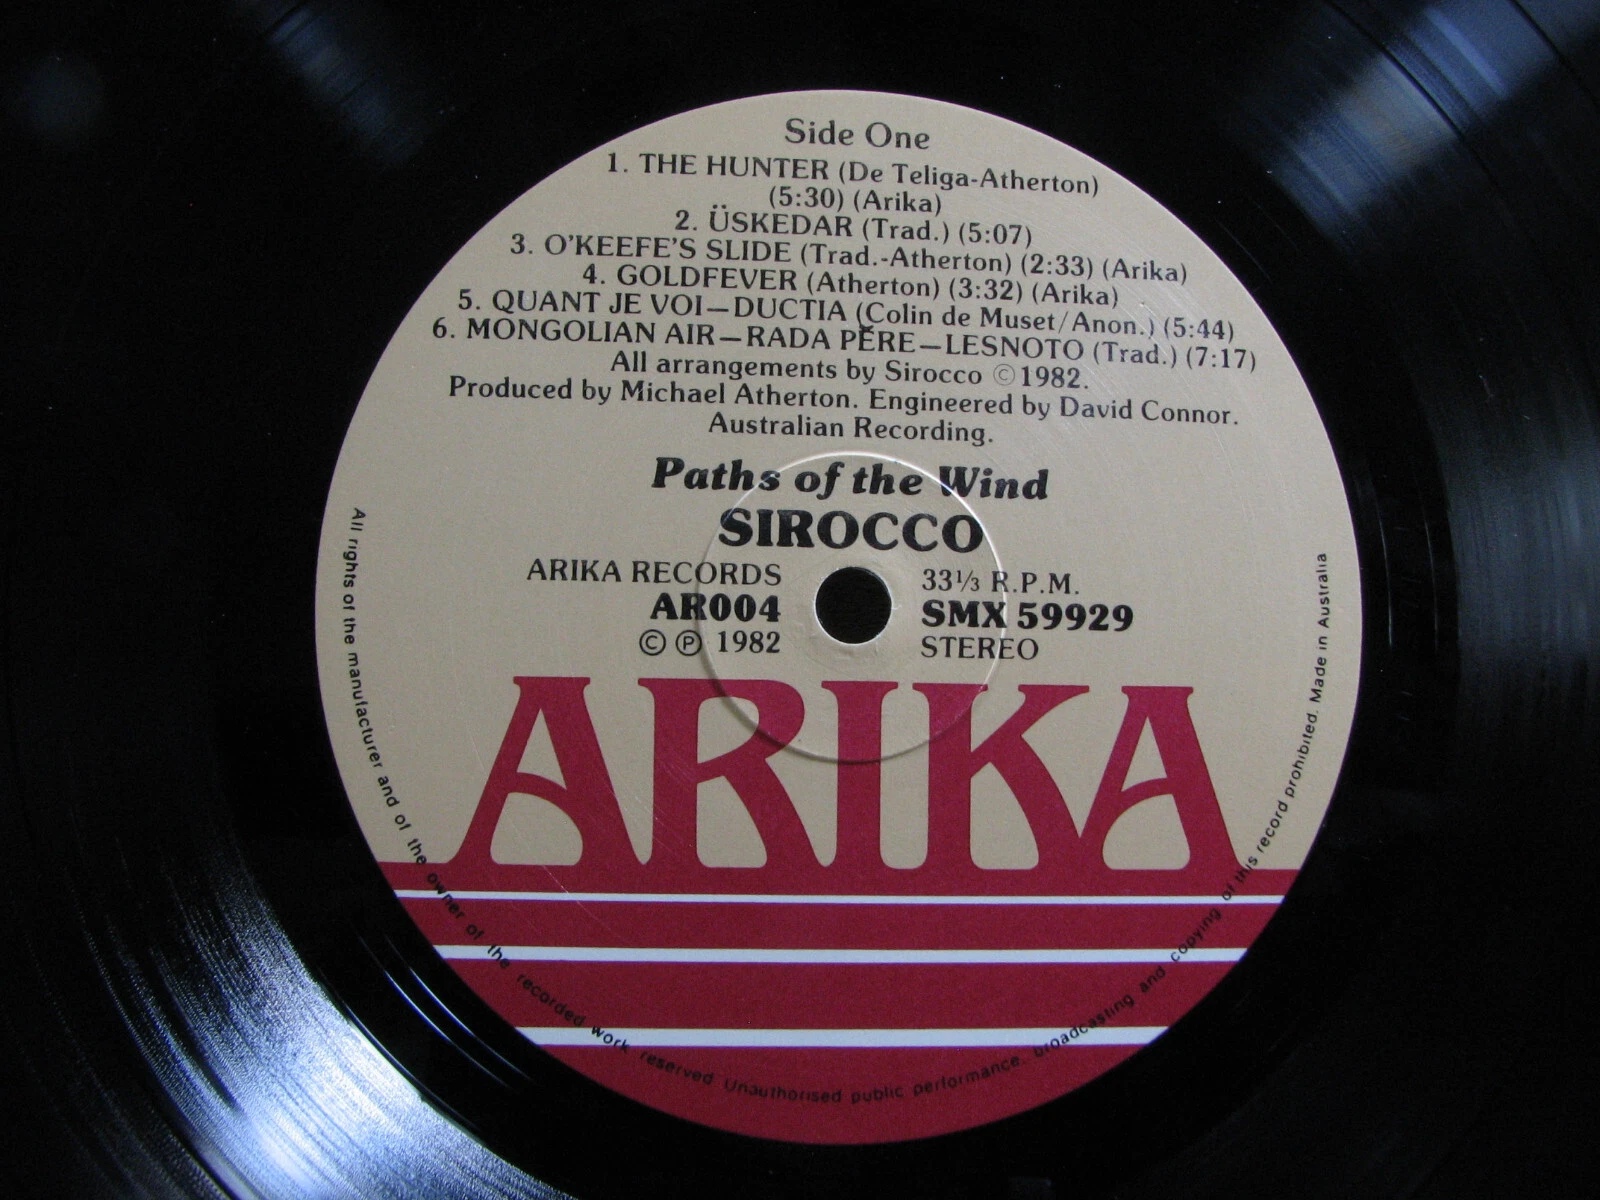 Side One
1. THE HUNTER (De Teliga-Atherton)
(5:30) (Arika)
2. ÜSKEDAR (Trad.) (5:07)
3. O'KEEFE'S SLIDE (Trad.-Atherton) (2:33) (Arika)
4. GOLDFEVER (Atherton) (3:32) (Arika)
5. QUANT JE VOI—DUCTIA (Colin de Muset/Anon.) (5:44)
6. MONGOLIAN AIR—RADA PĔRE—LESNOTO (Trad.) (7:17)
All arrangements by Sirocco ©1982.
Produced by Michael Atherton. Engineered by David Connor.
Australian Recording.
Paths of the Wind
SIROCCO
ARIKA RECORDS
AR004
© ℗ 1982
33⅓ R.P.M.
SMX 59929
STEREO
ARIKA
All rights of the manufacturer and of the owner of the recorded work reserved Unauthorised public performance. broadcasting and copying of this record prohibited. Made in Australia